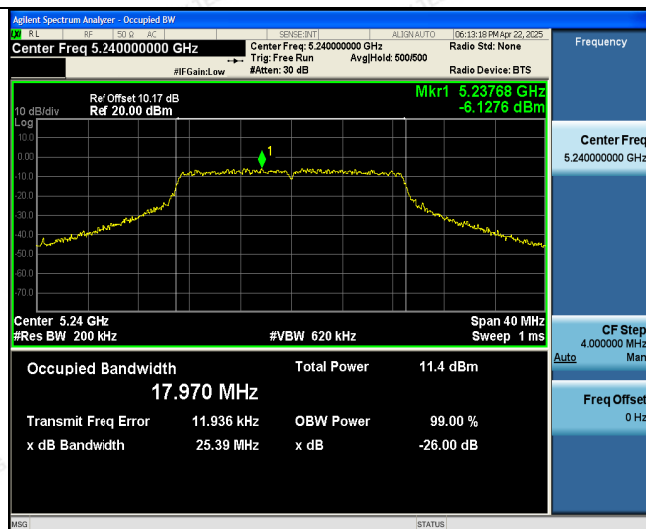 Agilent Spectrum Analyzer - Occupied BW
RL RF 50 Ω AC SENSE:INT ALIGN AUTO 06:13:18 PM Apr 22, 2025
Center Freq 5.240000000 GHz
Center Freq: 5.240000000 GHz
Radio Std: None
Trig: Free Run Avg|Hold: 500/500
#IFGain:Low #Atten: 30 dB Radio Device: BTS
Frequency
Mkr1 5.23768 GHz
-6.1276 dBm
Ref Offset 10.17 dB
10 dB/div Ref 20.00 dBm
Log
10.0
0.00
-10.0
-20.0
-30.0
-40.0
-50.0
-60.0
-70.0
1
Center Freq
5.240000000 GHz
Center 5.24 GHz Span 40 MHz
#Res BW 200 kHz #VBW 620 kHz Sweep 1 ms
CF Step
4.000000 MHz
Auto Man
Occupied Bandwidth Total Power 11.4 dBm
17.970 MHz
Transmit Freq Error 11.936 kHz OBW Power 99.00 %
x dB Bandwidth 25.39 MHz x dB -26.00 dB
Freq Offset
0 Hz
MSG STATUS